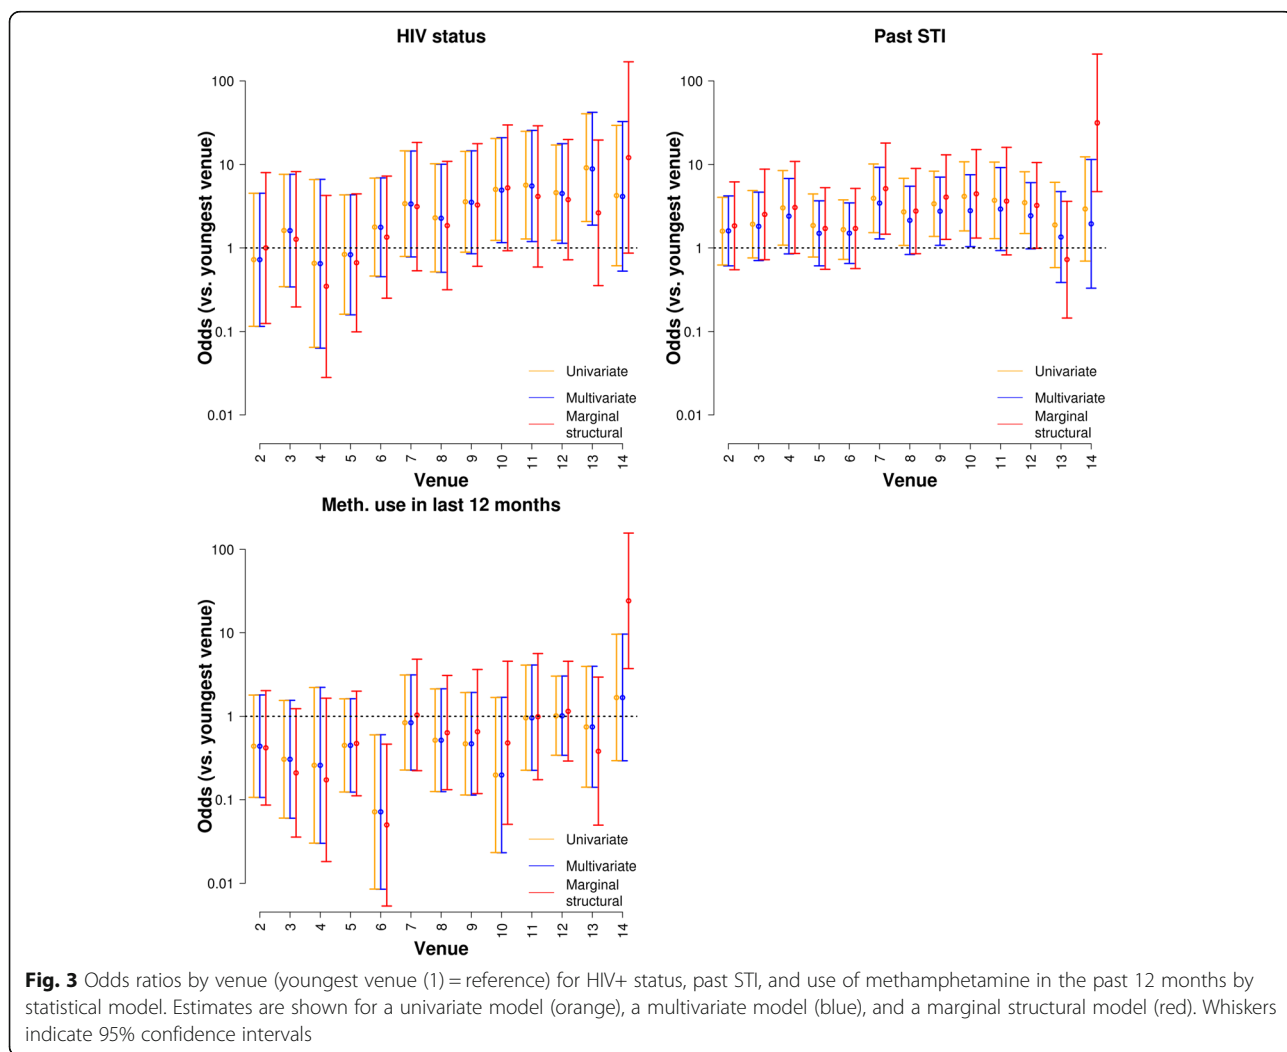 HIV status
Odds (vs. youngest venue)
100
10
1
0.1
0.01
Univariate
Multivariate
Marginal
structural
2 3 4 5 6 7 8 9 10 11 12 13 14
Venue
Past STI
Odds (vs. youngest venue)
100
10
1
0.1
0.01
Univariate
Multivariate
Marginal
structural
2 3 4 5 6 7 8 9 10 11 12 13 14
Venue
Meth. use in last 12 months
Odds (vs. youngest venue)
100
10
1
0.1
0.01
Univariate
Multivariate
Marginal
structural
2 3 4 5 6 7 8 9 10 11 12 13 14
Venue
Fig. 3 Odds ratios by venue (youngest venue (1) = reference) for HIV+ status, past STI, and use of methamphetamine in the past 12 months by
statistical model. Estimates are shown for a univariate model (orange), a multivariate model (blue), and a marginal structural model (red). Whiskers
indicate 95% confidence intervals